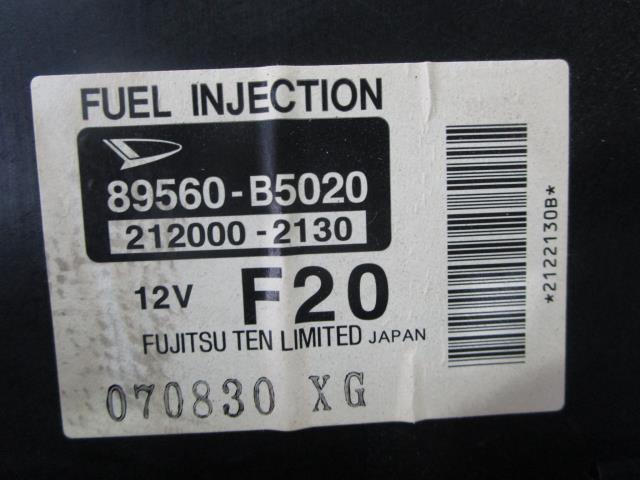 FUEL INJECTION
89560-B5020
212000-2130
12V F20
FUJITSU TEN LIMITED JAPAN
070830 XG
*2122130B*